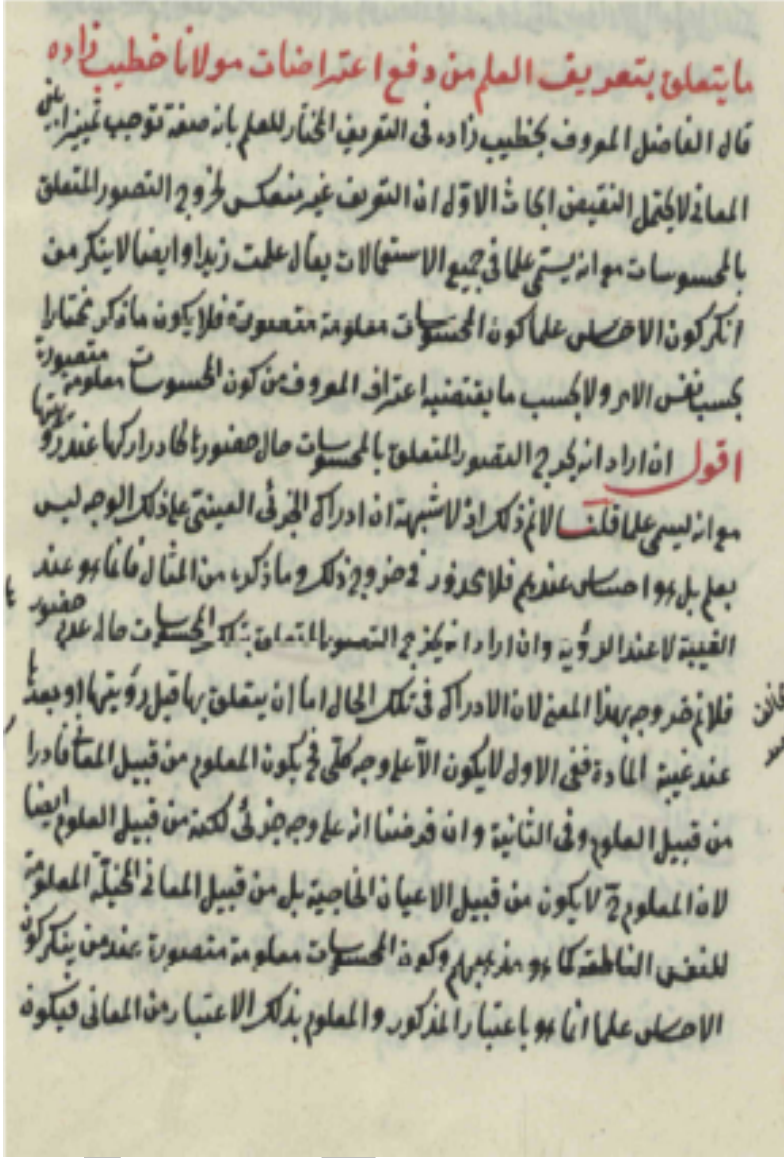 ما يتعلق بتعريف العلم من دفع اعتراضات مولانا خطيب زاده
قال الفاضل المعروف بخطيب زاده في التعريف المختار للعلم بانه صفة توجب تمييزا بين
المعاني لا يحتمل النقيض ابحاث الاول ان التعريف غير منعكس لخروج التصور المتعلق
بالمحسوسات مع انه يسمى علما في جميع الاستعمالات يقال علمت زيدا وايضا لا ينكر من
انكر كون الاحساس علما كون المحسوسات معلومة متصورة فلا يكون ما ذكر مختارا
بحسب نفس الامر ولا بحسب ما يقتضيه اعتراف المعروف من كون المحسوسات معلومة متصورة
اقول ان اراد انه يخرج التصور المتعلق بالمحسوسات حال حضورها كادراكها عند رؤيتها
مع انه يسمى علما قلنا لانم ذلك اذ لا شبهة ان ادراك الجزئي العيني على ذلك الوجه ليس
بعلم بل هو احساس عندهم فلا محذور في خروج ذلك وما ذكره من المثال فانما هو عند
الغيبة لا عند الرؤية وان اراد انه يخرج التصور المتعلق بتلك المحسوسات حال عدم حضورها
فلانم خروجه بهذا المعنى لان الادراك في تلك الحال اما ان يتعلق بها قبل رؤيتها او بعدها
عند غيبة المادة ففي الاول لا يكون الا على وجه كلي فح يكون المعلوم من قبيل المعاني فادرا
من قبيل العلوم وفي الثانية وان فرضنا انه على وجه جزئي لكنه من قبيل العلوم ايضا
لان المعلوم ح لا يكون من قبيل الاعيان الخارجية بل من قبيل المعاني المخيلة المعلومة
للنفس الناطقة كما هو مذهبهم وكون المحسوسات معلومة متصورة عند من ينكر كون
الاحساس علما انما هو باعتبار المذكور والمعلوم بذلك الاعتبار من المعاني فيكون